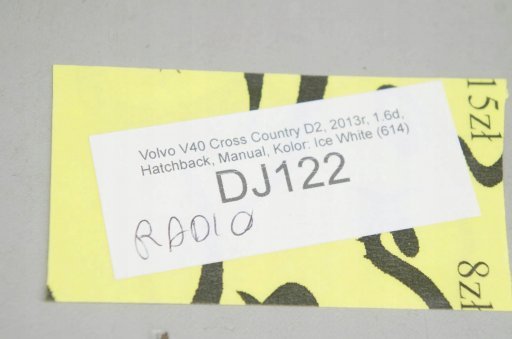 Volvo V40 Cross Country D2, 2013r, 1.6d,
Hatchback, Manual, Kolor: Ice White (614)
DJ122
RADIO
15zł
8zł